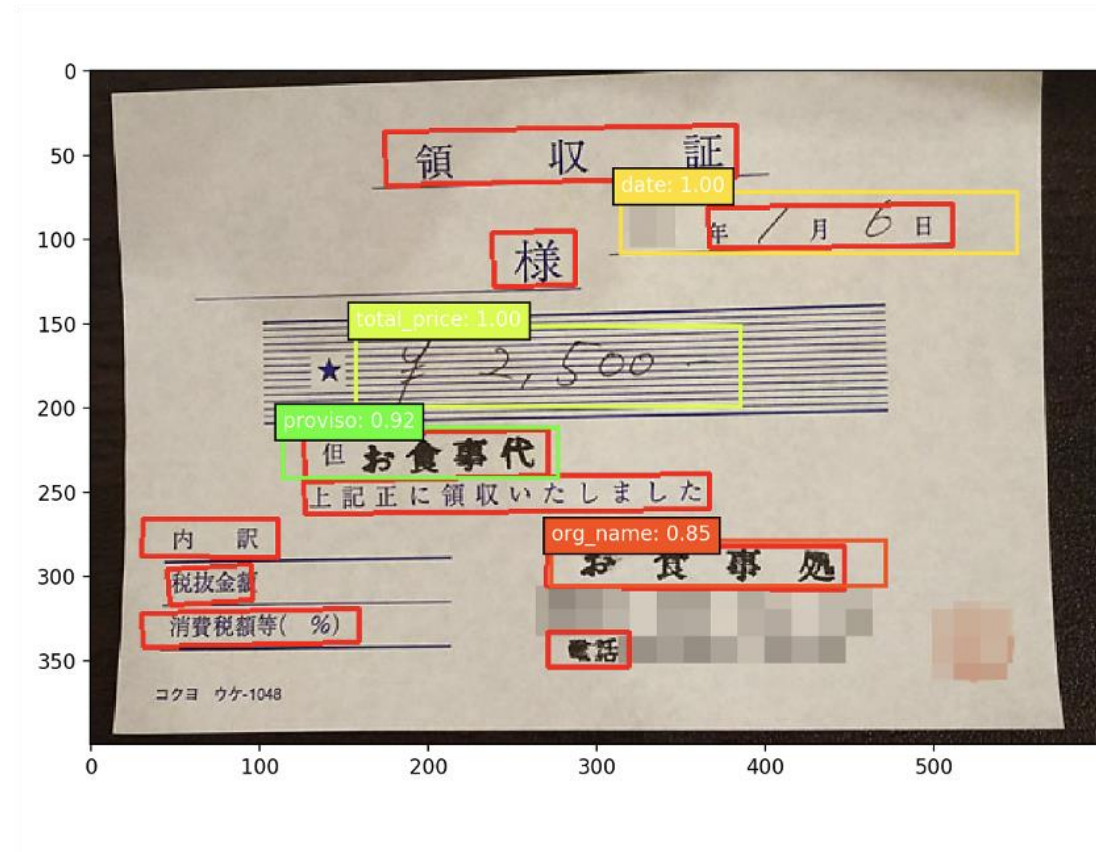 0
50
100
150
200
250
300
350
0 100 200 300 400 500
領 収 証
date: 1.00
年 1 月 6 日
様
total_price: 1.00
★ ¥ 2,500-
proviso: 0.92
但 お食事代
上記正に領収いたしました
org_name: 0.85
内 訳
お食事処
税抜金額
消費税額等( %)
電話
コクヨ ウケ-1048